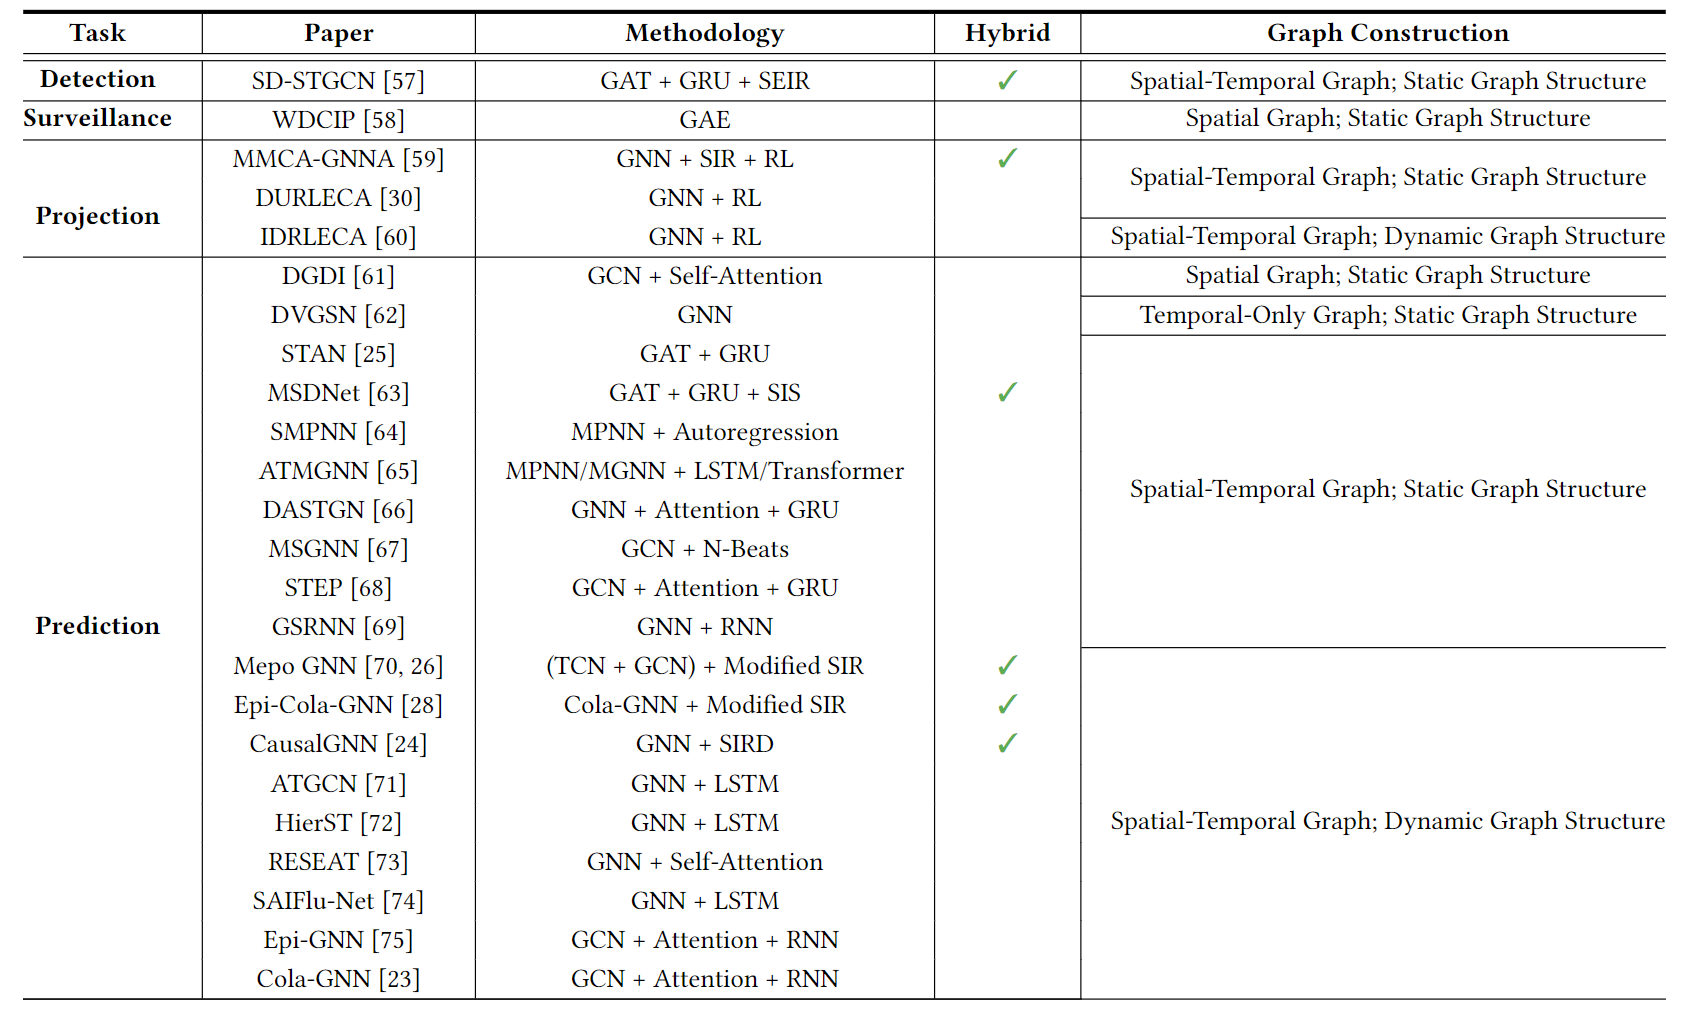 Task Paper Methodology Hybrid Graph Construction
Detection SD-STGCN [57] GAT + GRU + SEIR ✓ Spatial-Temporal Graph; Static Graph Structure
Surveillance WDCIP [58] GAE Spatial Graph; Static Graph Structure
MMCA-GNNA [59] GNN + SIR + RL ✓
Spatial-Temporal Graph; Static Graph Structure
DURLECA [30] GNN + RL
Projection
IDRLECA [60] GNN + RL Spatial-Temporal Graph; Dynamic Graph Structure
DGDI [61] GCN + Self-Attention Spatial Graph; Static Graph Structure
DVGSN [62] GNN Temporal-Only Graph; Static Graph Structure
STAN [25] GAT + GRU
MSDNet [63] GAT + GRU + SIS ✓
SMPNN [64] MPNN + Autoregression
ATMGNN [65] MPNN/MGNN + LSTM/Transformer
Spatial-Temporal Graph; Static Graph Structure
DASTGN [66] GNN + Attention + GRU
MSGNN [67] GCN + N-Beats
STEP [68] GCN + Attention + GRU
Prediction GSRNN [69] GNN + RNN
Mepo GNN [70, 26] (TCN + GCN) + Modified SIR ✓
Epi-Cola-GNN [28] Cola-GNN + Modified SIR ✓
CausalGNN [24] GNN + SIRD ✓
ATGCN [71] GNN + LSTM
HierST [72] GNN + LSTM Spatial-Temporal Graph; Dynamic Graph Structure
RESEAT [73] GNN + Self-Attention
SAIFlu-Net [74] GNN + LSTM
Epi-GNN [75] GCN + Attention + RNN
Cola-GNN [23] GCN + Attention + RNN